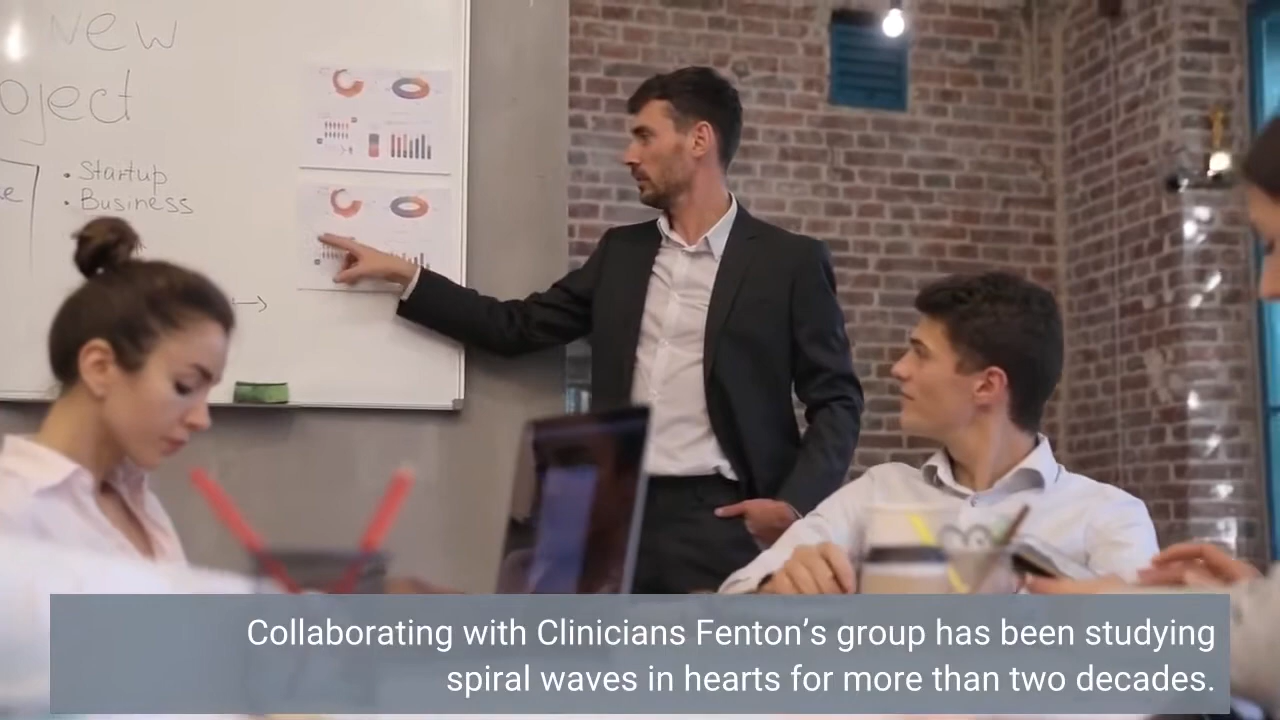 New
oject
• Startup
• Business
e
Collaborating with Clinicians Fenton’s group has been studying
spiral waves in hearts for more than two decades.